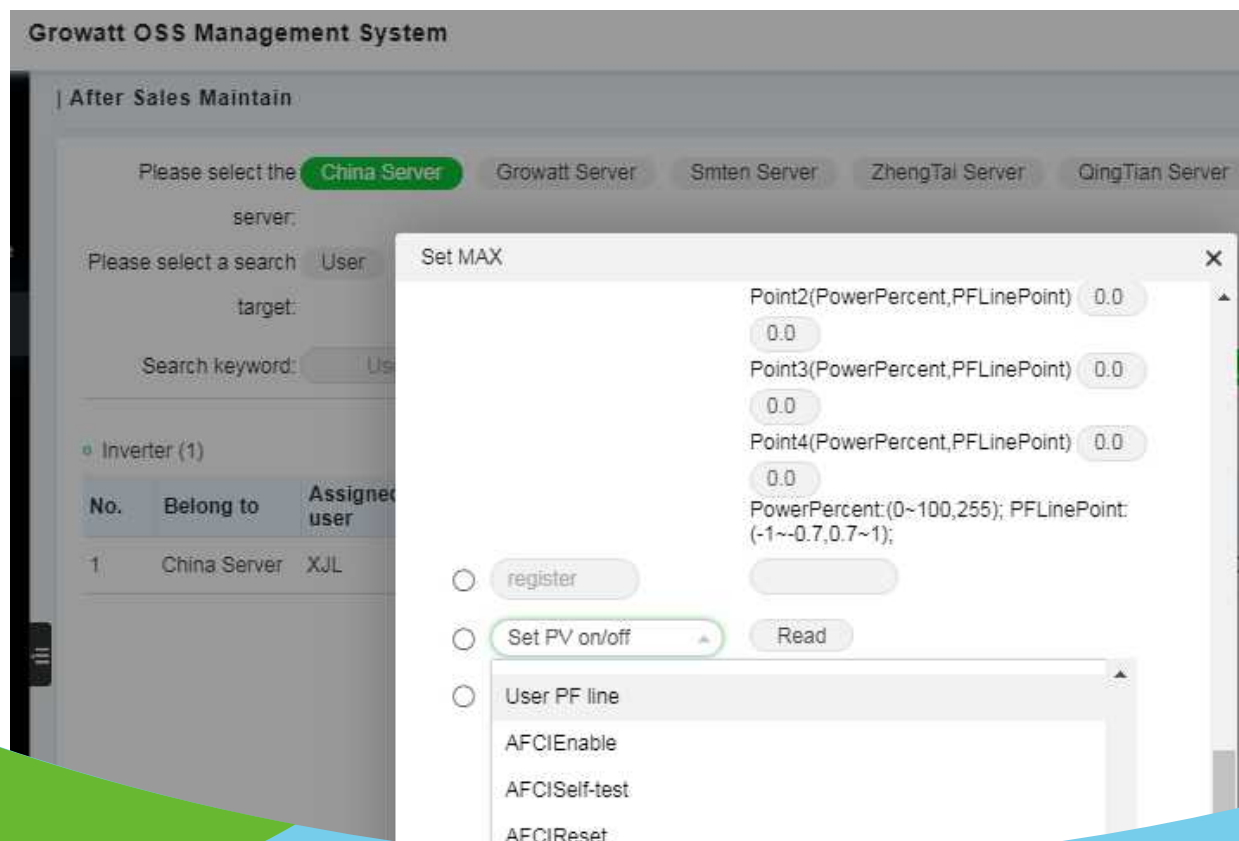 Growatt OSS Management System
| After Sales Maintain
Please select the server: China Server Growatt Server Smten Server ZhengTai Server QingTian Server
Please select a search target: User
Search keyword:
Inverter (1)
No. Belong to Assigned user
1 China Server XJL
Set MAX ×
Point2(PowerPercent,PFLinePoint) 0.0
0.0
Point3(PowerPercent,PFLinePoint) 0.0
0.0
Point4(PowerPercent,PFLinePoint) 0.0
0.0
PowerPercent:(0~100,255); PFLinePoint:
(-1~-0.7,0.7~1);
register
Set PV on/off Read
User PF line
AFCIEnable
AFCISelf-test
AFCIReset